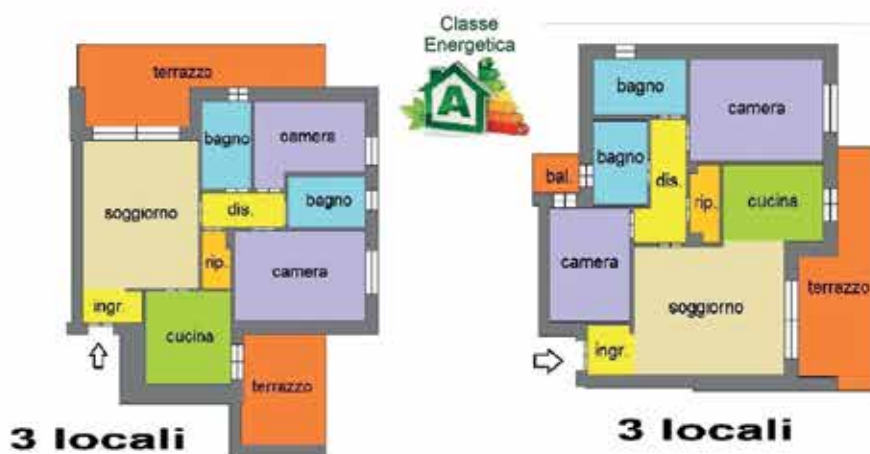 Classe
Energetica
A
terrazzo
bagno
camera
soggiorno
dis.
bagno
rip.
camera
ingr.
cucina
terrazzo
3 locali
bagno
camera
bagno
bal.
dis.
rip.
cucina
camera
soggiorno
terrazzo
ingr.
3 locali